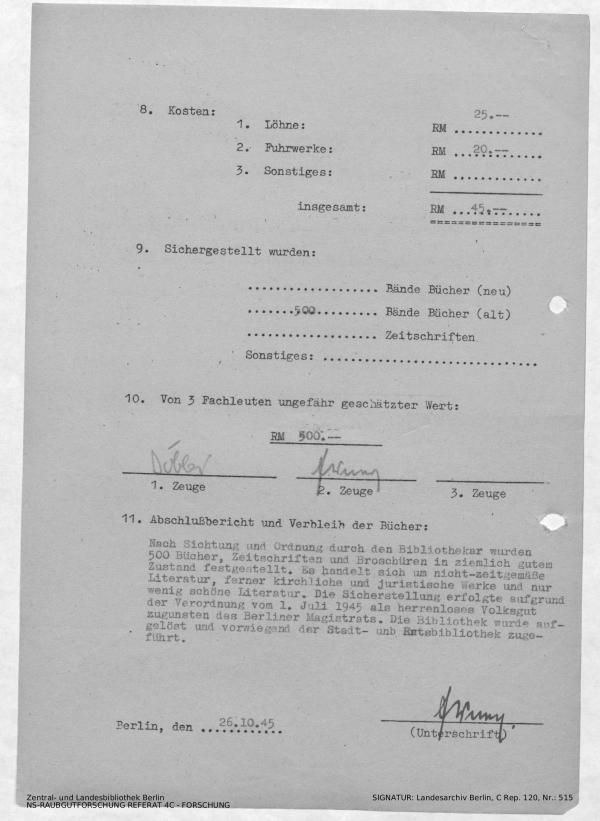 8. Kosten:
25.--
1. Löhne: RM .............
2. Fuhrwerke: RM ...20.--......
3. Sonstiges: RM .............
insgesamt: RM ...45.--......
=================
9. Sichergestellt wurden:
................... Bände Bücher (neu)
.......500......... Bände Bücher (alt)
................... Zeitschriften
Sonstiges: ...............................
10. Von 3 Fachleuten ungefähr geschätzter Wert:
RM 500.--
1. Zeuge 2. Zeuge 3. Zeuge
11. Abschlußbericht und Verbleib der Bücher:
Nach Sichtung und Ordnung durch den Bibliothekar wurden
500 Bücher, Zeitschriften und Broschüren in ziemlich gutem
Zustand festgestellt. Es handelt sich um nicht-zeitgemäße
Literatur, ferner kirchliche und juristische Werke und nur
wenig schöne Literatur. Die Sicherstellung erfolgte aufgrund
der Verordnung vom 1. Juli 1945 als herrenloses Volksgut
zugunsten des Berliner Magistrats. Die Bibliothek wurde auf-
gelöst und vorwiegend der Stadt- unb Ratsbibliothek zuge-
führt.
Berlin, den 26.10.45
(Unterschrift)
Zentral- und Landesbibliothek Berlin
NS-RAUBGUTFORSCHUNG REFERAT 4C - FORSCHUNG
SIGNATUR: Landesarchiv Berlin, C Rep. 120, Nr.: 515